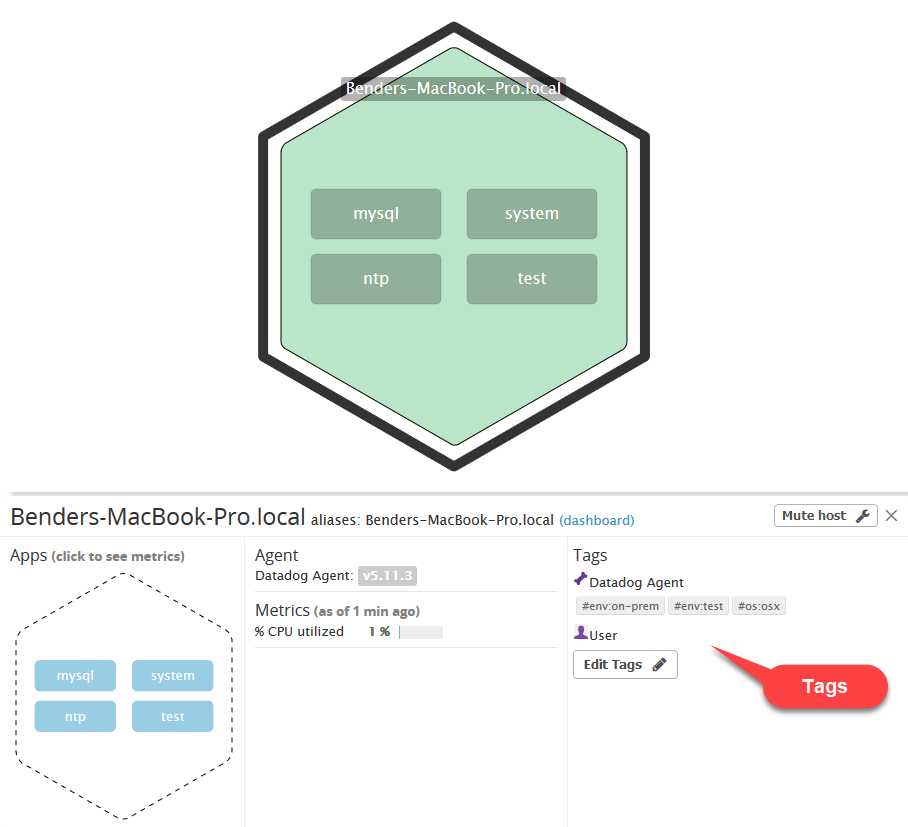 Benders-MacBook-Pro.local
mysql system
ntp test
Benders-MacBook-Pro.local aliases: Benders-MacBook-Pro.local (dashboard)
Mute host
Apps (click to see metrics)
mysql system
ntp test
Agent
Datadog Agent: v5.11.3
Metrics (as of 1 min ago)
% CPU utilized 1 %
Tags
Datadog Agent
#env:on-prem #env:test #os:osx
User
Edit Tags
Tags